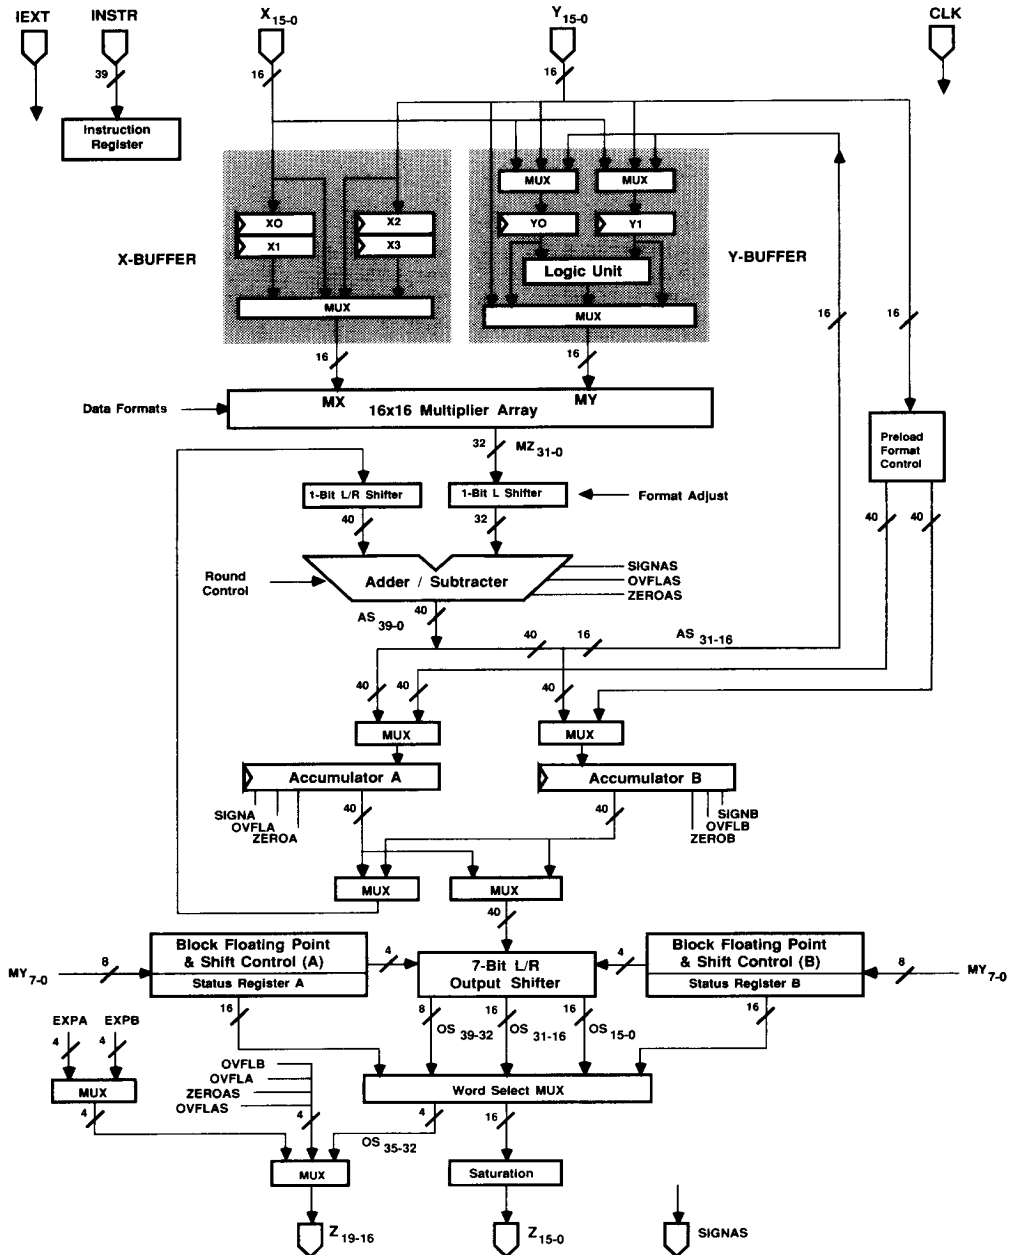 IEXT
INSTR
X15-0
Y15-0
CLK
39
16
16
Instruction
Register
MUX
MUX
X0
X2
Y0
Y1
X1
X3
X-BUFFER
Y-BUFFER
Logic Unit
MUX
MUX
16
16
16
16
Data Formats
MX
MY
16x16 Multiplier Array
32
MZ31-0
Preload
Format
Control
1-Bit L/R Shifter
1-Bit L Shifter
Format Adjust
40
32
40
40
Round
Control
Adder / Subtracter
SIGNAS
OVFLAS
ZEROAS
AS39-0
40
40
16
AS31-16
40
40
40
MUX
MUX
Accumulator A
Accumulator B
SIGNA
OVFLA
ZEROA
40
40
SIGNB
OVFLB
ZEROB
MUX
MUX
40
Block Floating Point
& Shift Control (A)
Status Register A
7-Bit L/R
Output Shifter
Block Floating Point
& Shift Control (B)
Status Register B
MY7-0
8
4
4
8
MY7-0
16
8
OS39-32
16
OS31-16
16
OS15-0
16
EXPA
EXPB
4
4
MUX
4
OVFLB
OVFLA
ZEROAS
OVFLAS
4
Word Select MUX
4
16
OS35-32
MUX
Saturation
Z19-16
Z15-0
SIGNAS